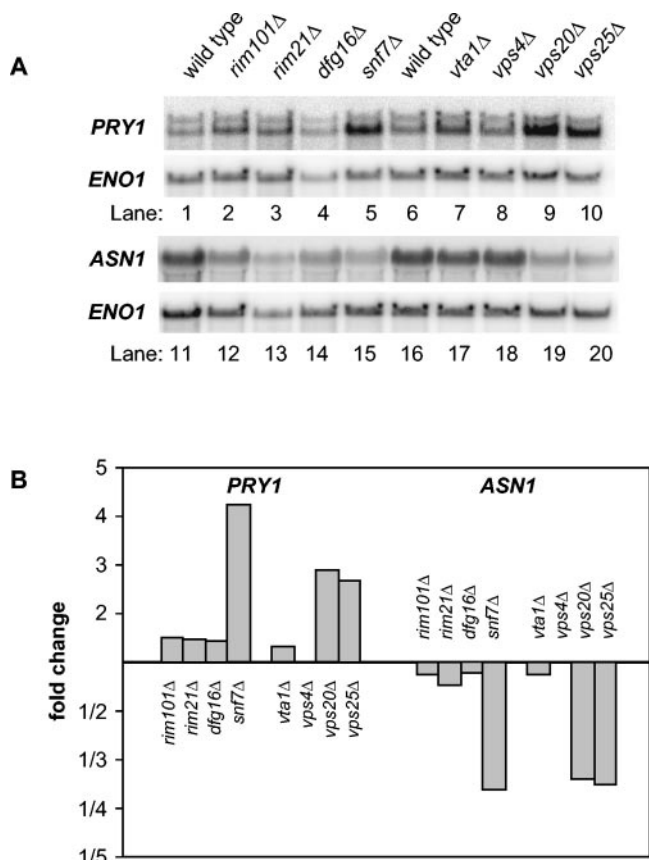 A
wild type rim101Δ rim21Δ dfg16Δ snf7Δ wild type vta1Δ vps4Δ vps20Δ vps25Δ
PRY1
ENO1
Lane: 1 2 3 4 5 6 7 8 9 10
ASN1
ENO1
Lane: 11 12 13 14 15 16 17 18 19 20
B
PRY1 ASN1
fold change
5
4
3
2
1/2
1/3
1/4
1/5
rim101Δ rim21Δ dfg16Δ snf7Δ vta1Δ vps4Δ vps20Δ vps25Δ
rim101Δ rim21Δ dfg16Δ snf7Δ vta1Δ vps4Δ vps20Δ vps25Δ